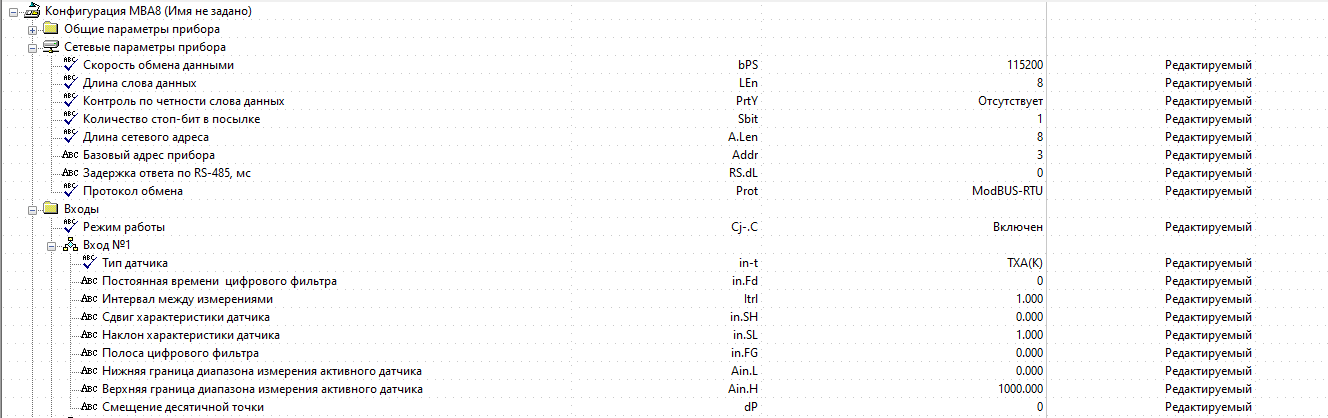 Конфигурация МВА8 (Имя не задано)
Общие параметры прибора
Сетевые параметры прибора
Скорость обмена данными bPS 115200 Редактируемый
Длина слова данных LEn 8 Редактируемый
Контроль по четности слова данных PrtY Отсутствует Редактируемый
Количество стоп-бит в посылке Sbit 1 Редактируемый
Длина сетевого адреса A.Len 8 Редактируемый
Базовый адрес прибора Addr 3 Редактируемый
Задержка ответа по RS-485, мс RS.dL 0 Редактируемый
Протокол обмена Prot ModBUS-RTU Редактируемый
Входы
Режим работы Cj-.C Включен Редактируемый
Вход №1
Тип датчика in-t ТХА(К) Редактируемый
Постоянная времени  цифрового фильтра in.Fd 0 Редактируемый
Интервал между измерениями Itrl 1.000 Редактируемый
Сдвиг характеристики датчика in.SH 0.000 Редактируемый
Наклон характеристики датчика in.SL 1.000 Редактируемый
Полоса цифрового фильтра in.FG 0.000 Редактируемый
Нижняя граница диапазона измерения активного датчика Ain.L 0.000 Редактируемый
Верхняя граница диапазона измерения активного датчика Ain.H 1000.000 Редактируемый
Смещение десятичной точки dP 0 Редактируемый